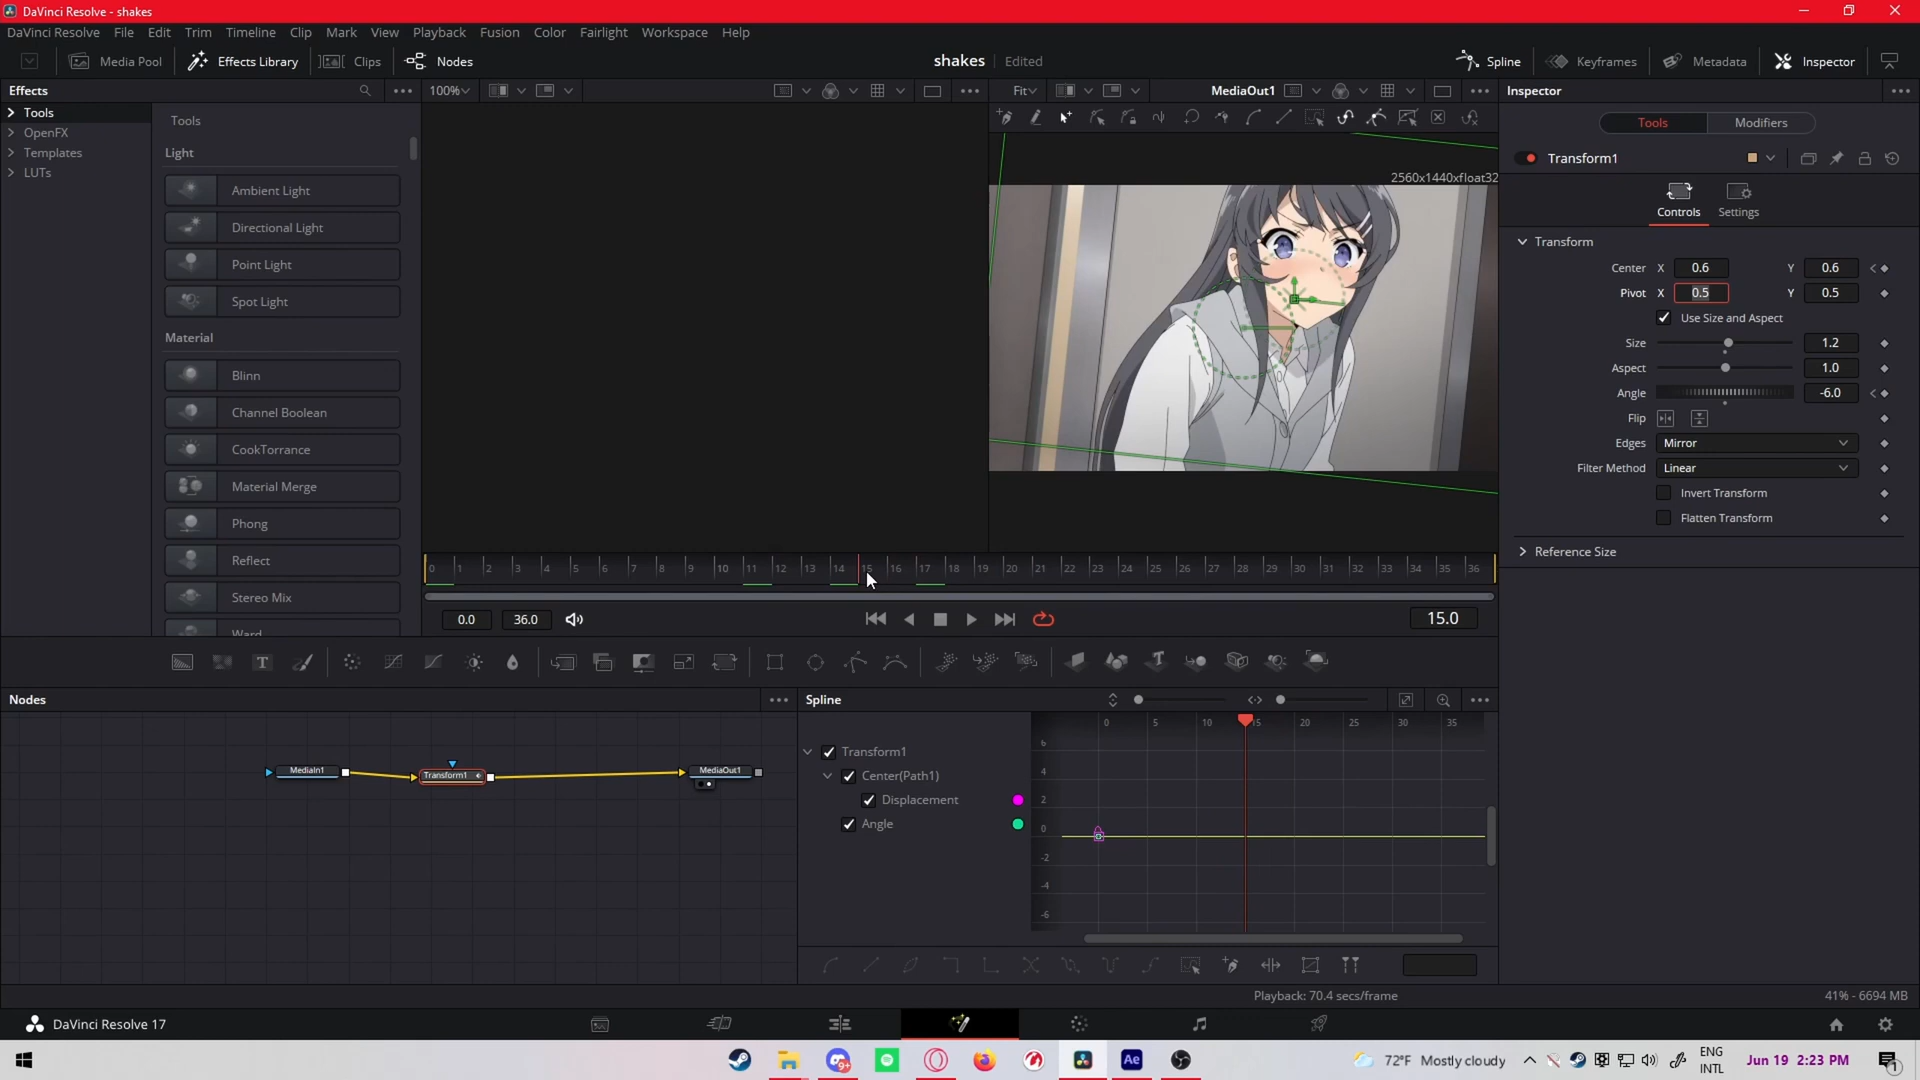 DaVinci Resolve - shakes
DaVinci Resolve File Edit Trim Timeline Clip Mark View Playback Fusion Color Fairlight Workspace Help
Media Pool Effects Library Clips Nodes shakes Edited Spline Keyframes Metadata Inspector
Effects 100% Fit MediaOut1 Inspector
Tools
OpenFX
Templates
LUTs
Tools
Light
Ambient Light
Directional Light
Point Light
Spot Light
Material
Blinn
Channel Boolean
CookTorrance
Material Merge
Phong
Reflect
Stereo Mix
Ward
2560x1440xfloat32
Tools Modifiers
Transform1
Controls Settings
Transform
Center X 0.6 Y 0.6
Pivot X 0.5 Y 0.5
Use Size and Aspect
Size 1.2
Aspect 1.0
Angle -6.0
Flip
Edges Mirror
Filter Method Linear
Invert Transform
Flatten Transform
Reference Size
0 1 2 3 4 5 6 7 8 9 10 11 12 13 14 15 16 17 18 19 20 21 22 23 24 25 26 27 28 29 30 31 32 33 34 35 36
0.0 36.0 15.0
Nodes
MediaIn1 Transform1 MediaOut1
Spline
Transform1
Center(Path1)
Displacement
Angle
0 5 10 15 20 25 30 35
6
4
2
0
-2
-4
-6
Playback: 70.4 secs/frame 41% - 6694 MB
DaVinci Resolve 17
9+ Ae 72°F Mostly cloudy ENG INTL Jun 19 2:23 PM 1